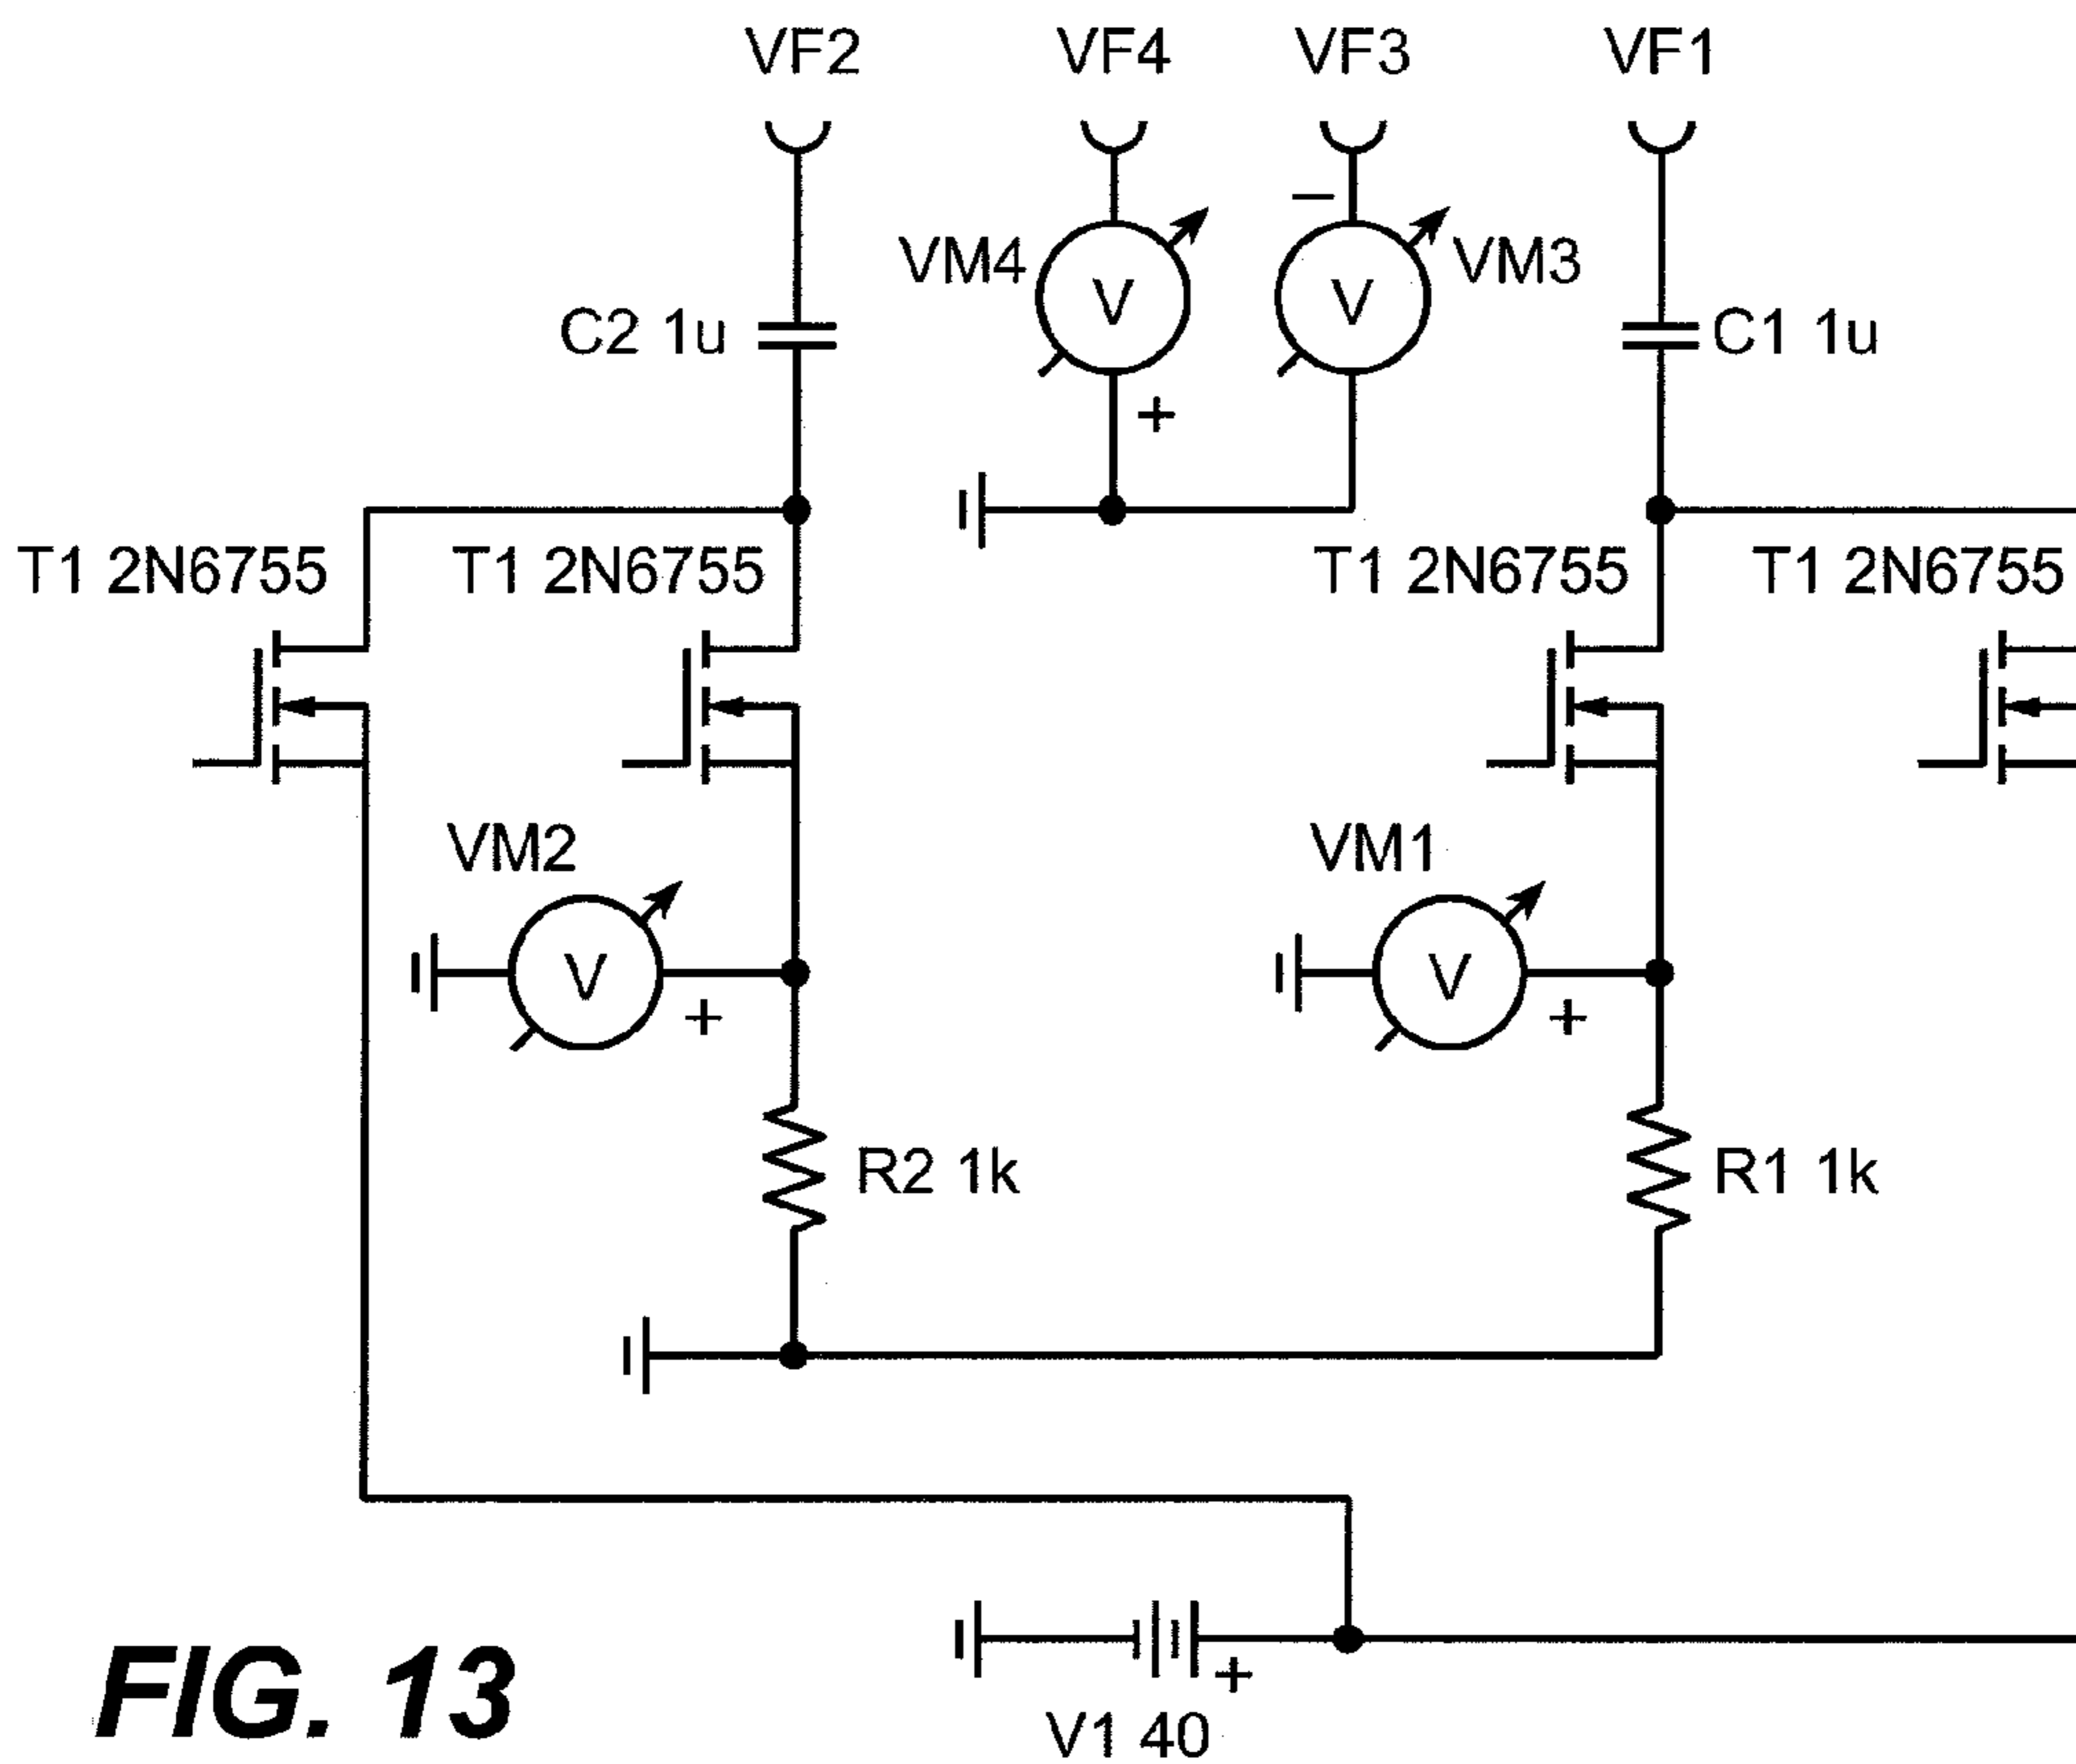 VF2 VF4 VF3 VF1
VM4 V V VM3
C2 1u C1 1u
+
T1 2N6755 T1 2N6755 T1 2N6755 T1 2N6755
VM2 VM1
V V
+ +
R2 1k R1 1k
+
V1 40
FIG. 13